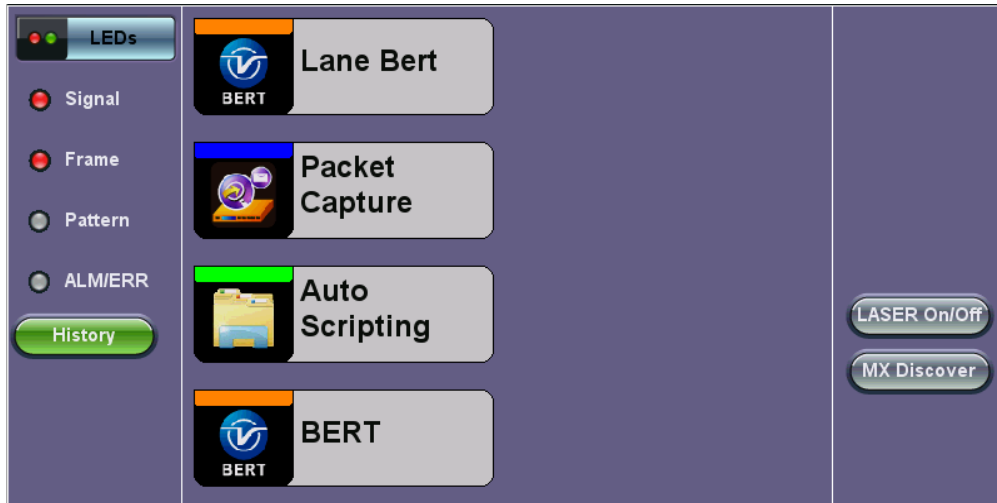 LEDs
Signal
Frame
Pattern
ALM/ERR
History
BERT
Lane Bert
Packet
Capture
Auto
Scripting
BERT
BERT
LASER On/Off
MX Discover